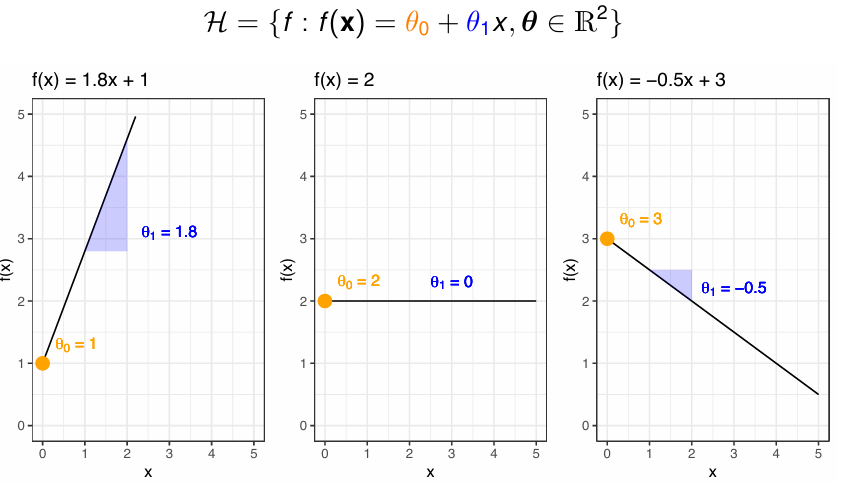 ℋ = {f : f(𝐱) = θ₀ + θ₁x, 𝛉 ∈ ℝ²}
f(x) = 1.8x + 1
5
4
3
2
1
0
f(x)
θ₁ = 1.8
θ₀ = 1
0 1 2 3 4 5
x
f(x) = 2
5
4
3
2
1
0
f(x)
θ₀ = 2
θ₁ = 0
0 1 2 3 4 5
x
f(x) = −0.5x + 3
5
4
3
2
1
0
f(x)
θ₀ = 3
θ₁ = −0.5
0 1 2 3 4 5
x